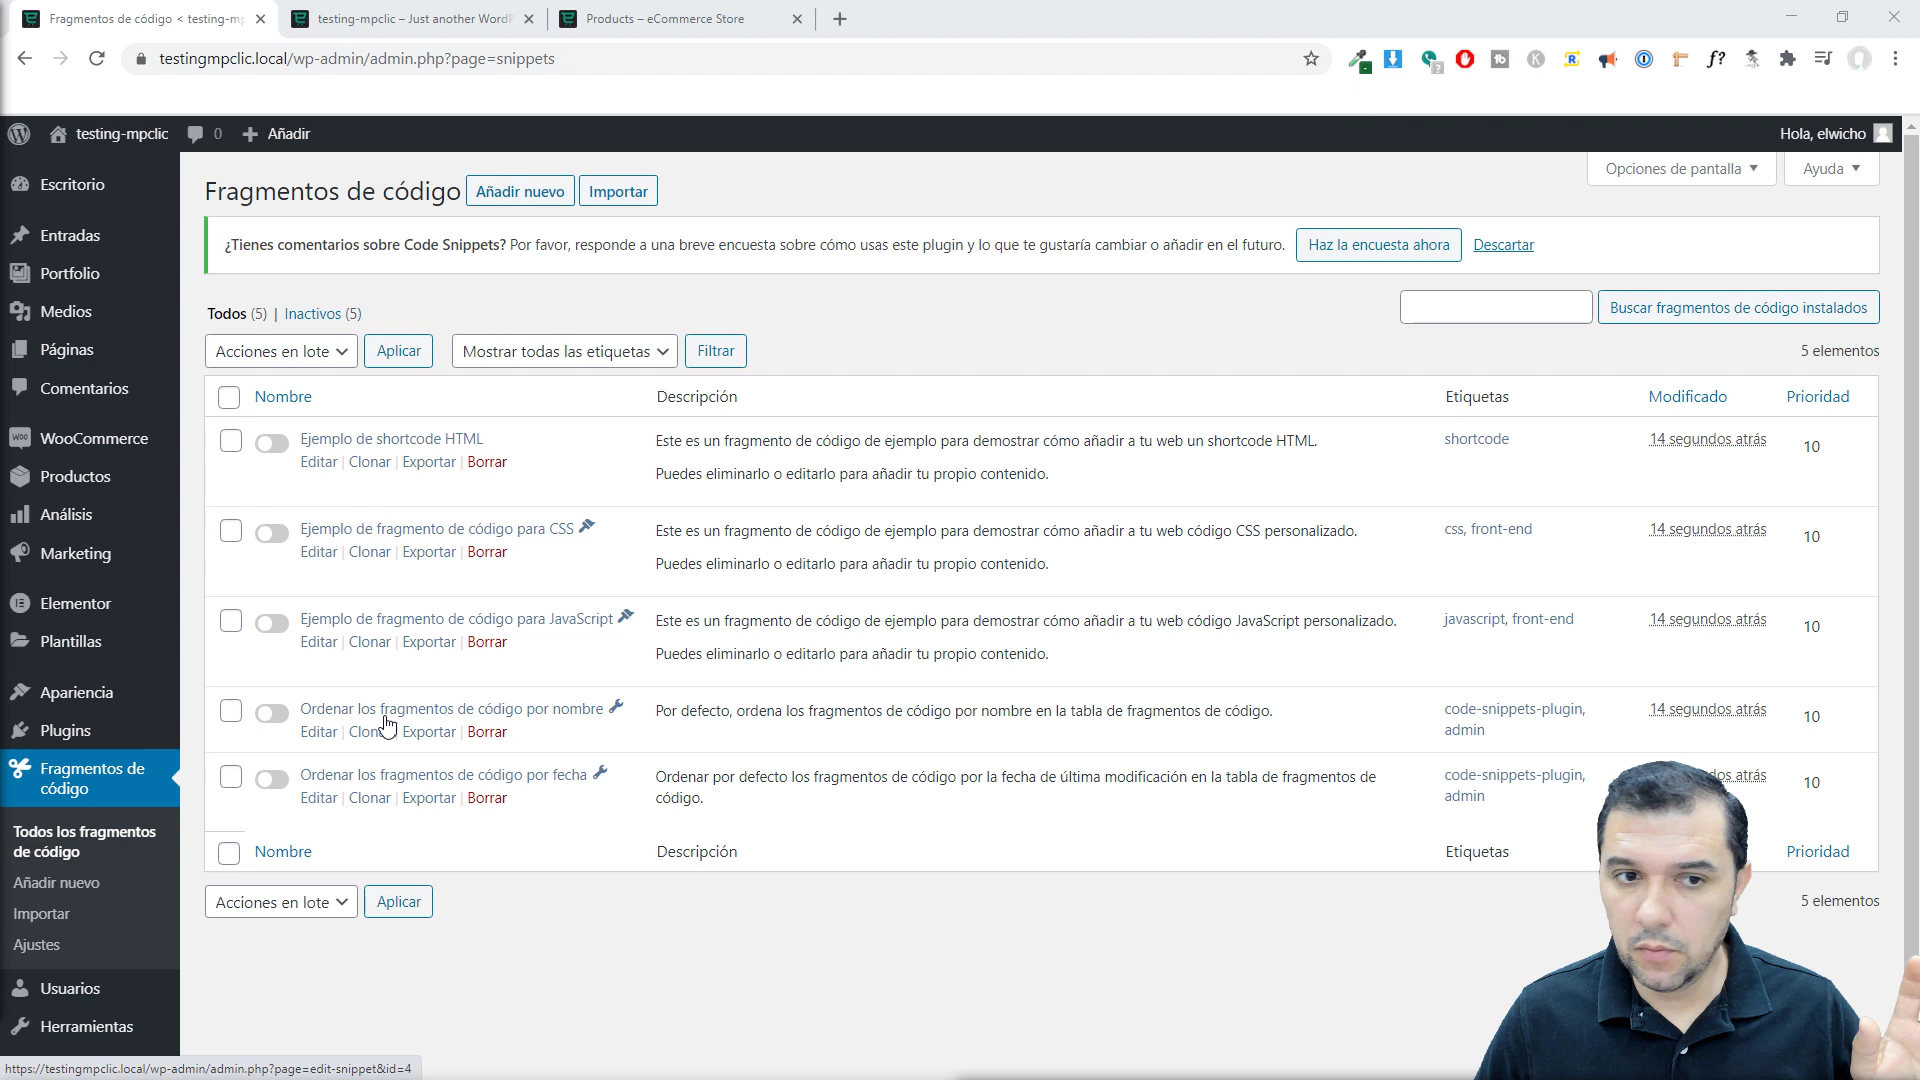 Fragmentos de código < testing-mp
testing-mpclic – Just another WordP
Products – eCommerce Store
testingmpclic.local/wp-admin/admin.php?page=snippets
testing-mpclic
0
Añadir
Hola, elwicho
Escritorio
Entradas
Portfolio
Medios
Páginas
Comentarios
WooCommerce
Productos
Análisis
Marketing
Elementor
Plantillas
Apariencia
Plugins
Fragmentos de
código
Todos los fragmentos
de código
Añadir nuevo
Importar
Ajustes
Usuarios
Herramientas
Opciones de pantalla
Ayuda
Fragmentos de código
Añadir nuevo
Importar
¿Tienes comentarios sobre Code Snippets? Por favor, responde a una breve encuesta sobre cómo usas este plugin y lo que te gustaría cambiar o añadir en el futuro.
Haz la encuesta ahora
Descartar
Todos (5) | Inactivos (5)
Buscar fragmentos de código instalados
Acciones en lote
Aplicar
Mostrar todas las etiquetas
Filtrar
5 elementos
Nombre
Descripción
Etiquetas
Modificado
Prioridad
Ejemplo de shortcode HTML
Editar | Clonar | Exportar | Borrar
Este es un fragmento de código de ejemplo para demostrar cómo añadir a tu web un shortcode HTML.
Puedes eliminarlo o editarlo para añadir tu propio contenido.
shortcode
14 segundos atrás
10
Ejemplo de fragmento de código para CSS
Editar | Clonar | Exportar | Borrar
Este es un fragmento de código de ejemplo para demostrar cómo añadir a tu web código CSS personalizado.
Puedes eliminarlo o editarlo para añadir tu propio contenido.
css, front-end
14 segundos atrás
10
Ejemplo de fragmento de código para JavaScript
Editar | Clonar | Exportar | Borrar
Este es un fragmento de código de ejemplo para demostrar cómo añadir a tu web código JavaScript personalizado.
Puedes eliminarlo o editarlo para añadir tu propio contenido.
javascript, front-end
14 segundos atrás
10
Ordenar los fragmentos de código por nombre
Editar | Clonar | Exportar | Borrar
Por defecto, ordena los fragmentos de código por nombre en la tabla de fragmentos de código.
code-snippets-plugin,
admin
14 segundos atrás
10
Ordenar los fragmentos de código por fecha
Editar | Clonar | Exportar | Borrar
Ordenar por defecto los fragmentos de código por la fecha de última modificación en la tabla de fragmentos de
código.
code-snippets-plugin,
admin
atrás
10
Nombre
Descripción
Etiquetas
Prioridad
Acciones en lote
Aplicar
5 elementos
https://testingmpclic.local/wp-admin/admin.php?page=edit-snippet&id=4